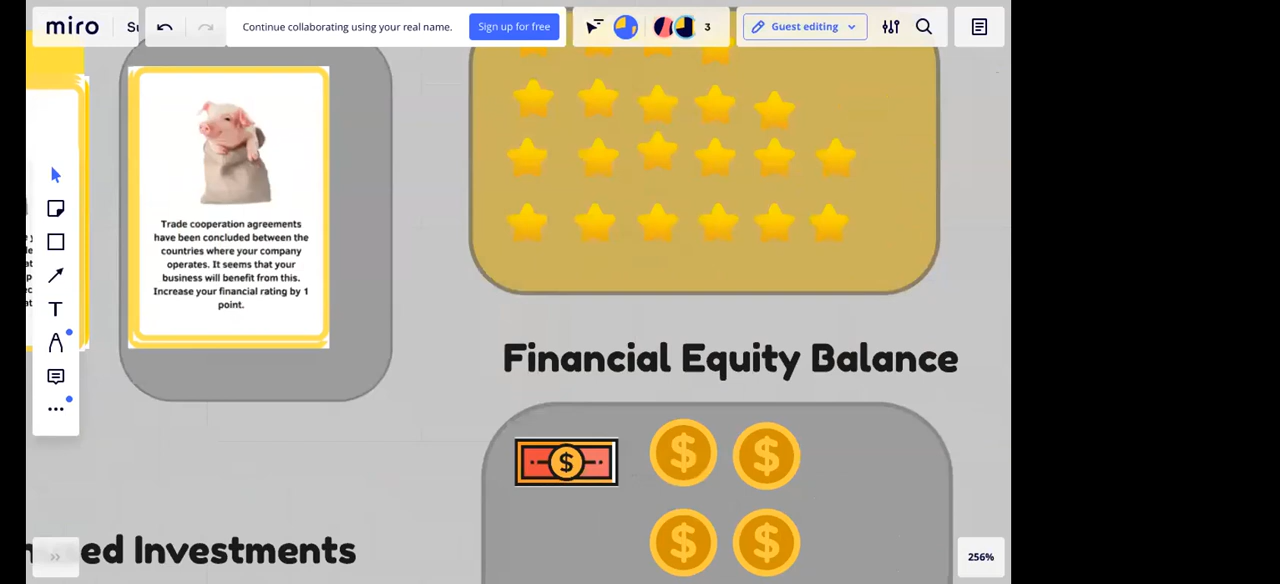 miro
Continue collaborating using your real name.
Sign up for free
3
Guest editing
Trade cooperation agreements
have been concluded between the
countries where your company
operates. It seems that your
business will benefit from this.
Increase your financial rating by 1
point.
T
Financial Equity Balance
$
$ $
$ $
ed Investments
256%